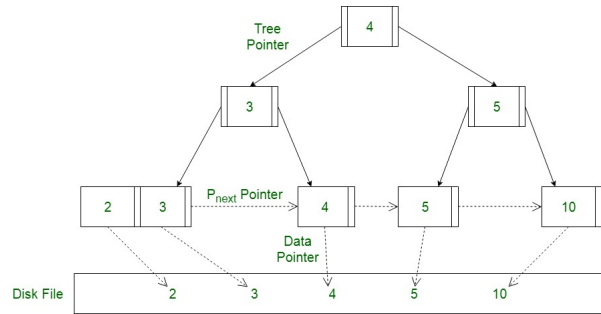 4
Tree
Pointer
3
5
P_next Pointer
2 3 4 5 10
Data
Pointer
Disk File 2 3 4 5 10